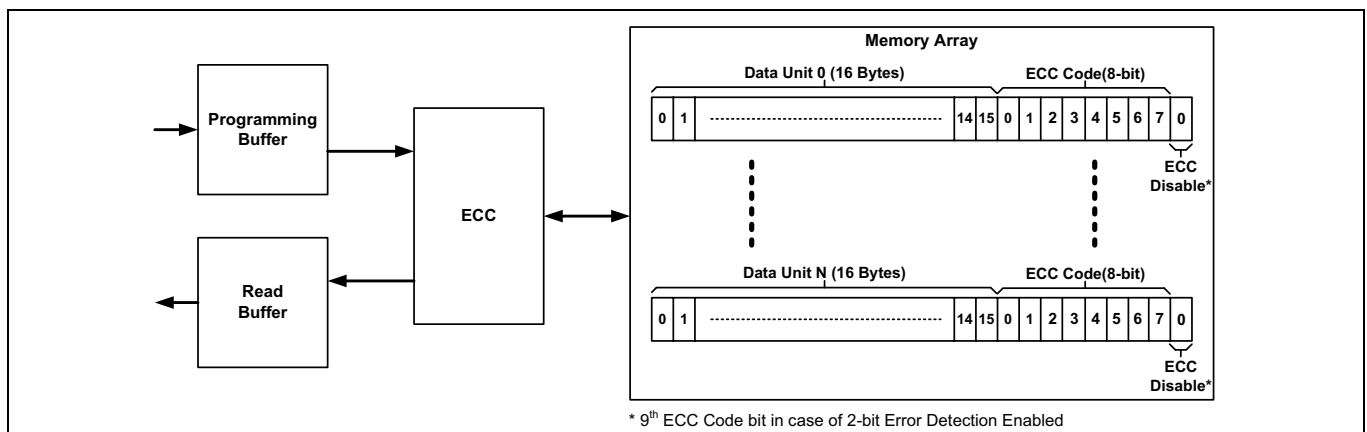 Memory Array
Data Unit 0 (16 Bytes) ECC Code(8-bit)
0 1 14 15 0 1 2 3 4 5 6 7 0
ECC
Disable*
Programming
Buffer
ECC
Read
Buffer
Data Unit N (16 Bytes) ECC Code(8-bit)
0 1 14 15 0 1 2 3 4 5 6 7 0
ECC
Disable*
* 9th ECC Code bit in case of 2-bit Error Detection Enabled